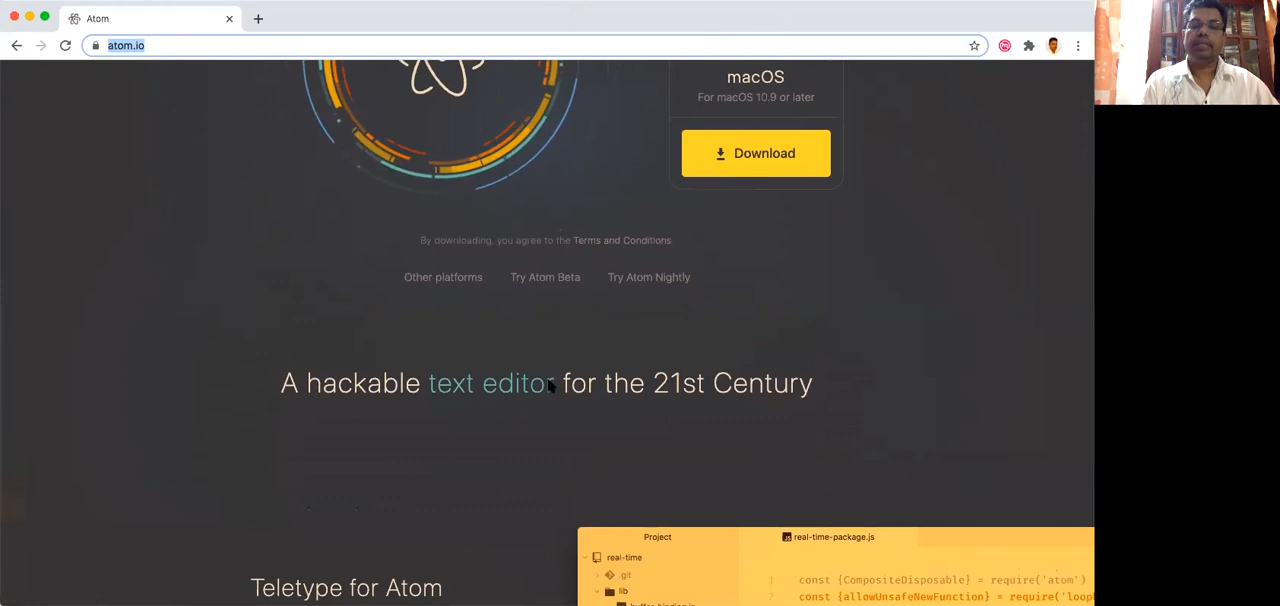 Atom
atom.io
macOS
For macOS 10.9 or later
Download
By downloading, you agree to the Terms and Conditions
Other platforms Try Atom Beta Try Atom Nightly
A hackable text editor for the 21st Century
Project real-time-package.js
real-time
.git
1 const {CompositeDisposable} = require('atom')
lib
2 const {allowUnsafeNewFunction} = require('loop
Teletype for Atom